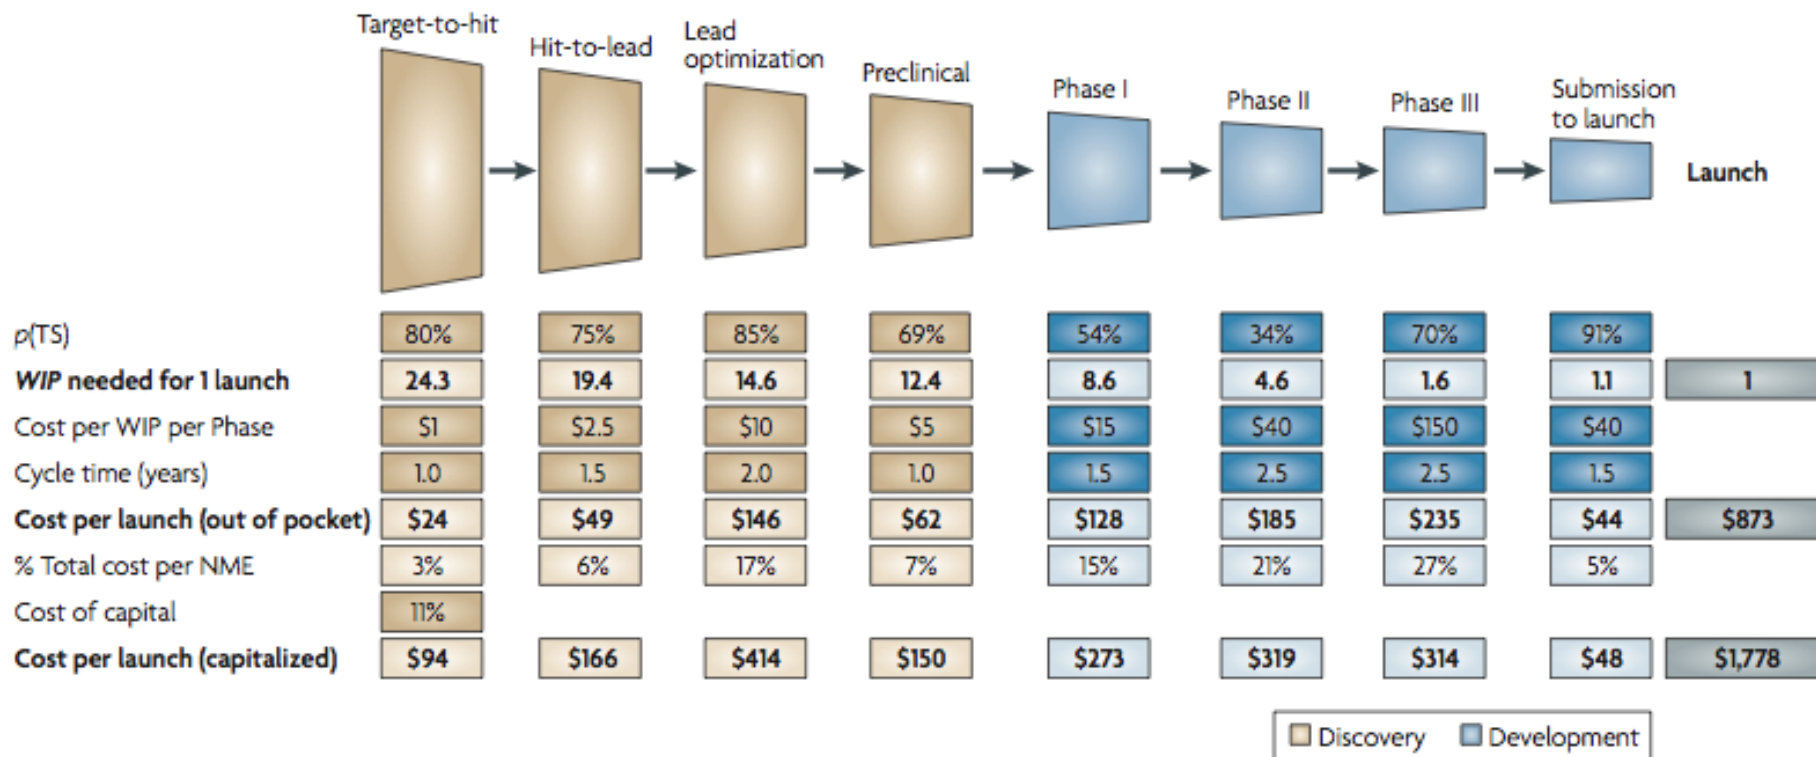 Target-to-hit
Hit-to-lead
Lead
optimization
Preclinical
Phase I
Phase II
Phase III
Submission
to launch
Launch
p(TS) 80% 75% 85% 69% 54% 34% 70% 91%
WIP needed for 1 launch 24.3 19.4 14.6 12.4 8.6 4.6 1.6 1.1 1
Cost per WIP per Phase $1 $2.5 $10 $5 $15 $40 $150 $40
Cycle time (years) 1.0 1.5 2.0 1.0 1.5 2.5 2.5 1.5
Cost per launch (out of pocket) $24 $49 $146 $62 $128 $185 $235 $44 $873
% Total cost per NME 3% 6% 17% 7% 15% 21% 27% 5%
Cost of capital 11%
Cost per launch (capitalized) $94 $166 $414 $150 $273 $319 $314 $48 $1,778
Discovery Development